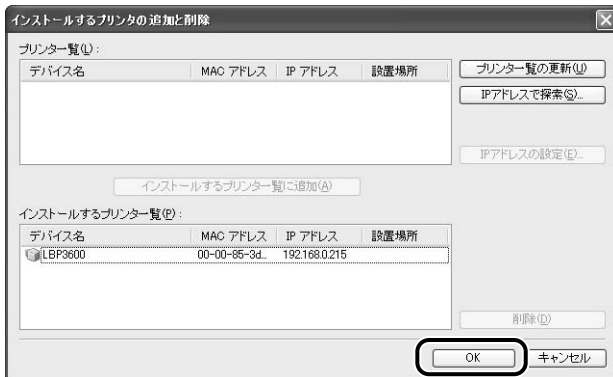 インストールするプリンタの追加と削除
プリンター覧(L):
デバイス名 MAC アドレス IP アドレス 設置場所
プリンター覧の更新(U)
IPアドレスで探索(S)...
IPアドレスの設定(E)...
インストールするプリンター覧に追加(A)
インストールするプリンター覧(P):
デバイス名 MAC アドレス IP アドレス 設置場所
LBP3600 00-00-85-3d... 192.168.0.215
削除(D)
OK キャンセル